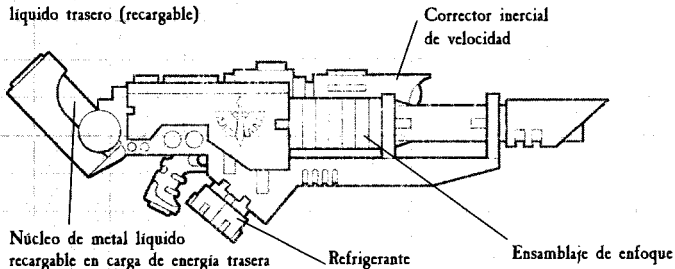 líquido trasero (recargable)
Corrector inercial
de velocidad
Núcleo de metal líquido
recargable en carga de energía trasera
Refrigerante
Ensamblaje de enfoque